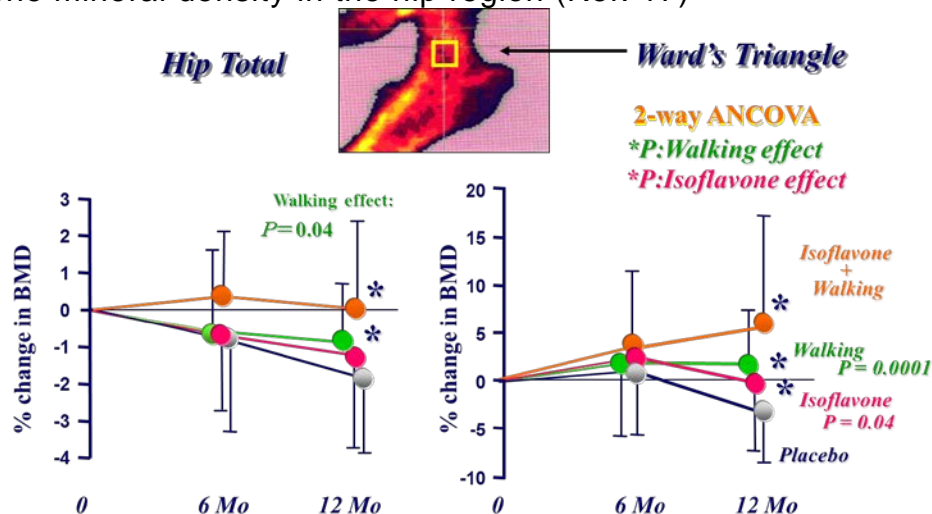 Hip Total
Ward's Triangle
2-way ANCOVA
*P:Walking effect
*P:Isoflavone effect
% change in BMD
3
2
1
0
-1
-2
-3
-4
Walking effect:
P=0.04
*
*
0
6 Mo
12 Mo
% change in BMD
20
15
10
5
0
-5
-10
*
*
*
Isoflavone
+
Walking
Walking
P = 0.0001
Isoflavone
P = 0.04
Placebo
0
6 Mo
12 Mo